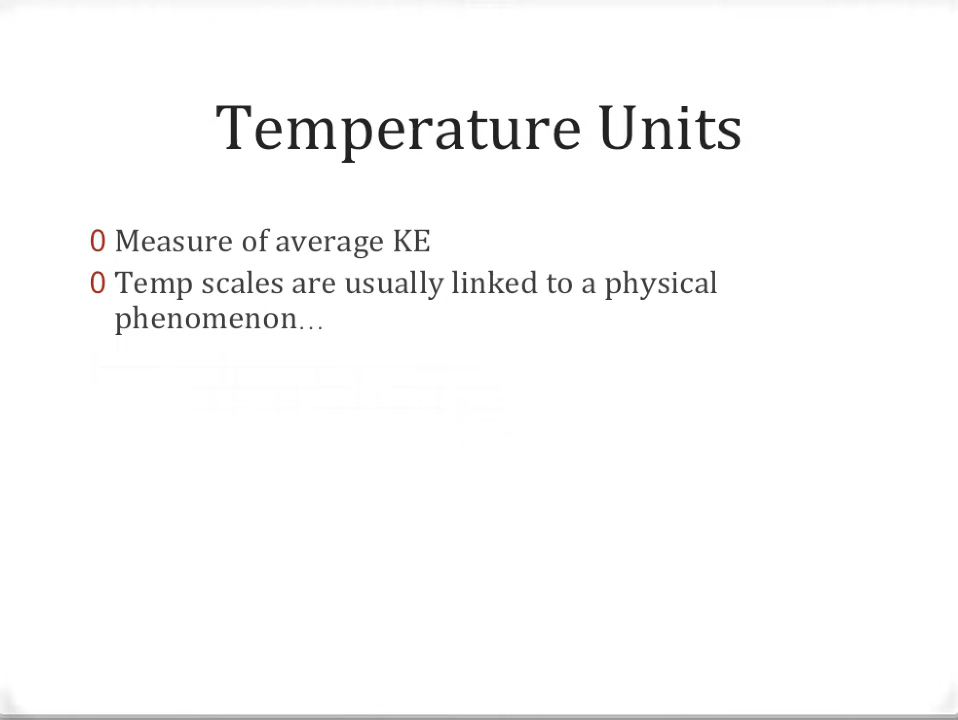 Temperature Units
0 Measure of average KE
0 Temp scales are usually linked to a physical
phenomenon…